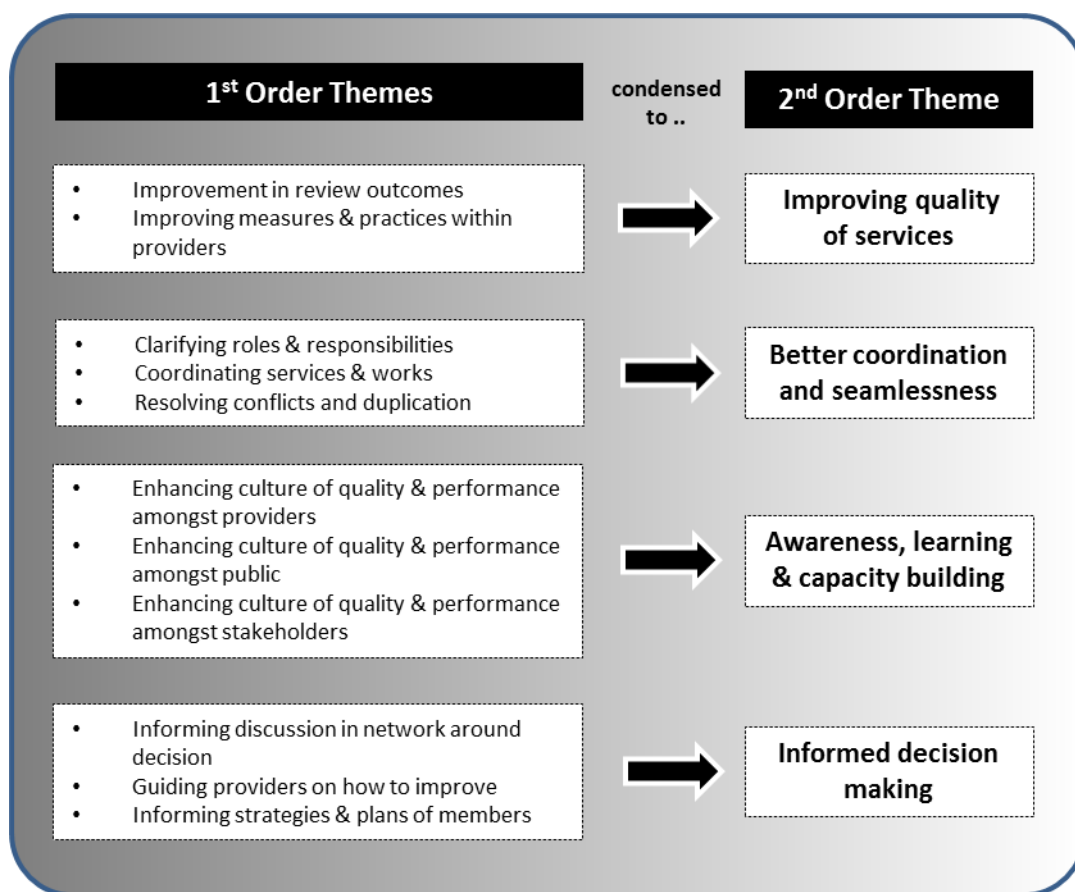 1st Order Themes
condensed
to ..
2nd Order Theme
• Improvement in review outcomes
• Improving measures & practices within
providers
Improving quality
of services
• Clarifying roles & responsibilities
• Coordinating services & works
• Resolving conflicts and duplication
Better coordination
and seamlessness
• Enhancing culture of quality & performance
amongst providers
• Enhancing culture of quality & performance
amongst public
• Enhancing culture of quality & performance
amongst stakeholders
Awareness, learning
& capacity building
• Informing discussion in network around
decision
• Guiding providers on how to improve
• Informing strategies & plans of members
Informed decision
making